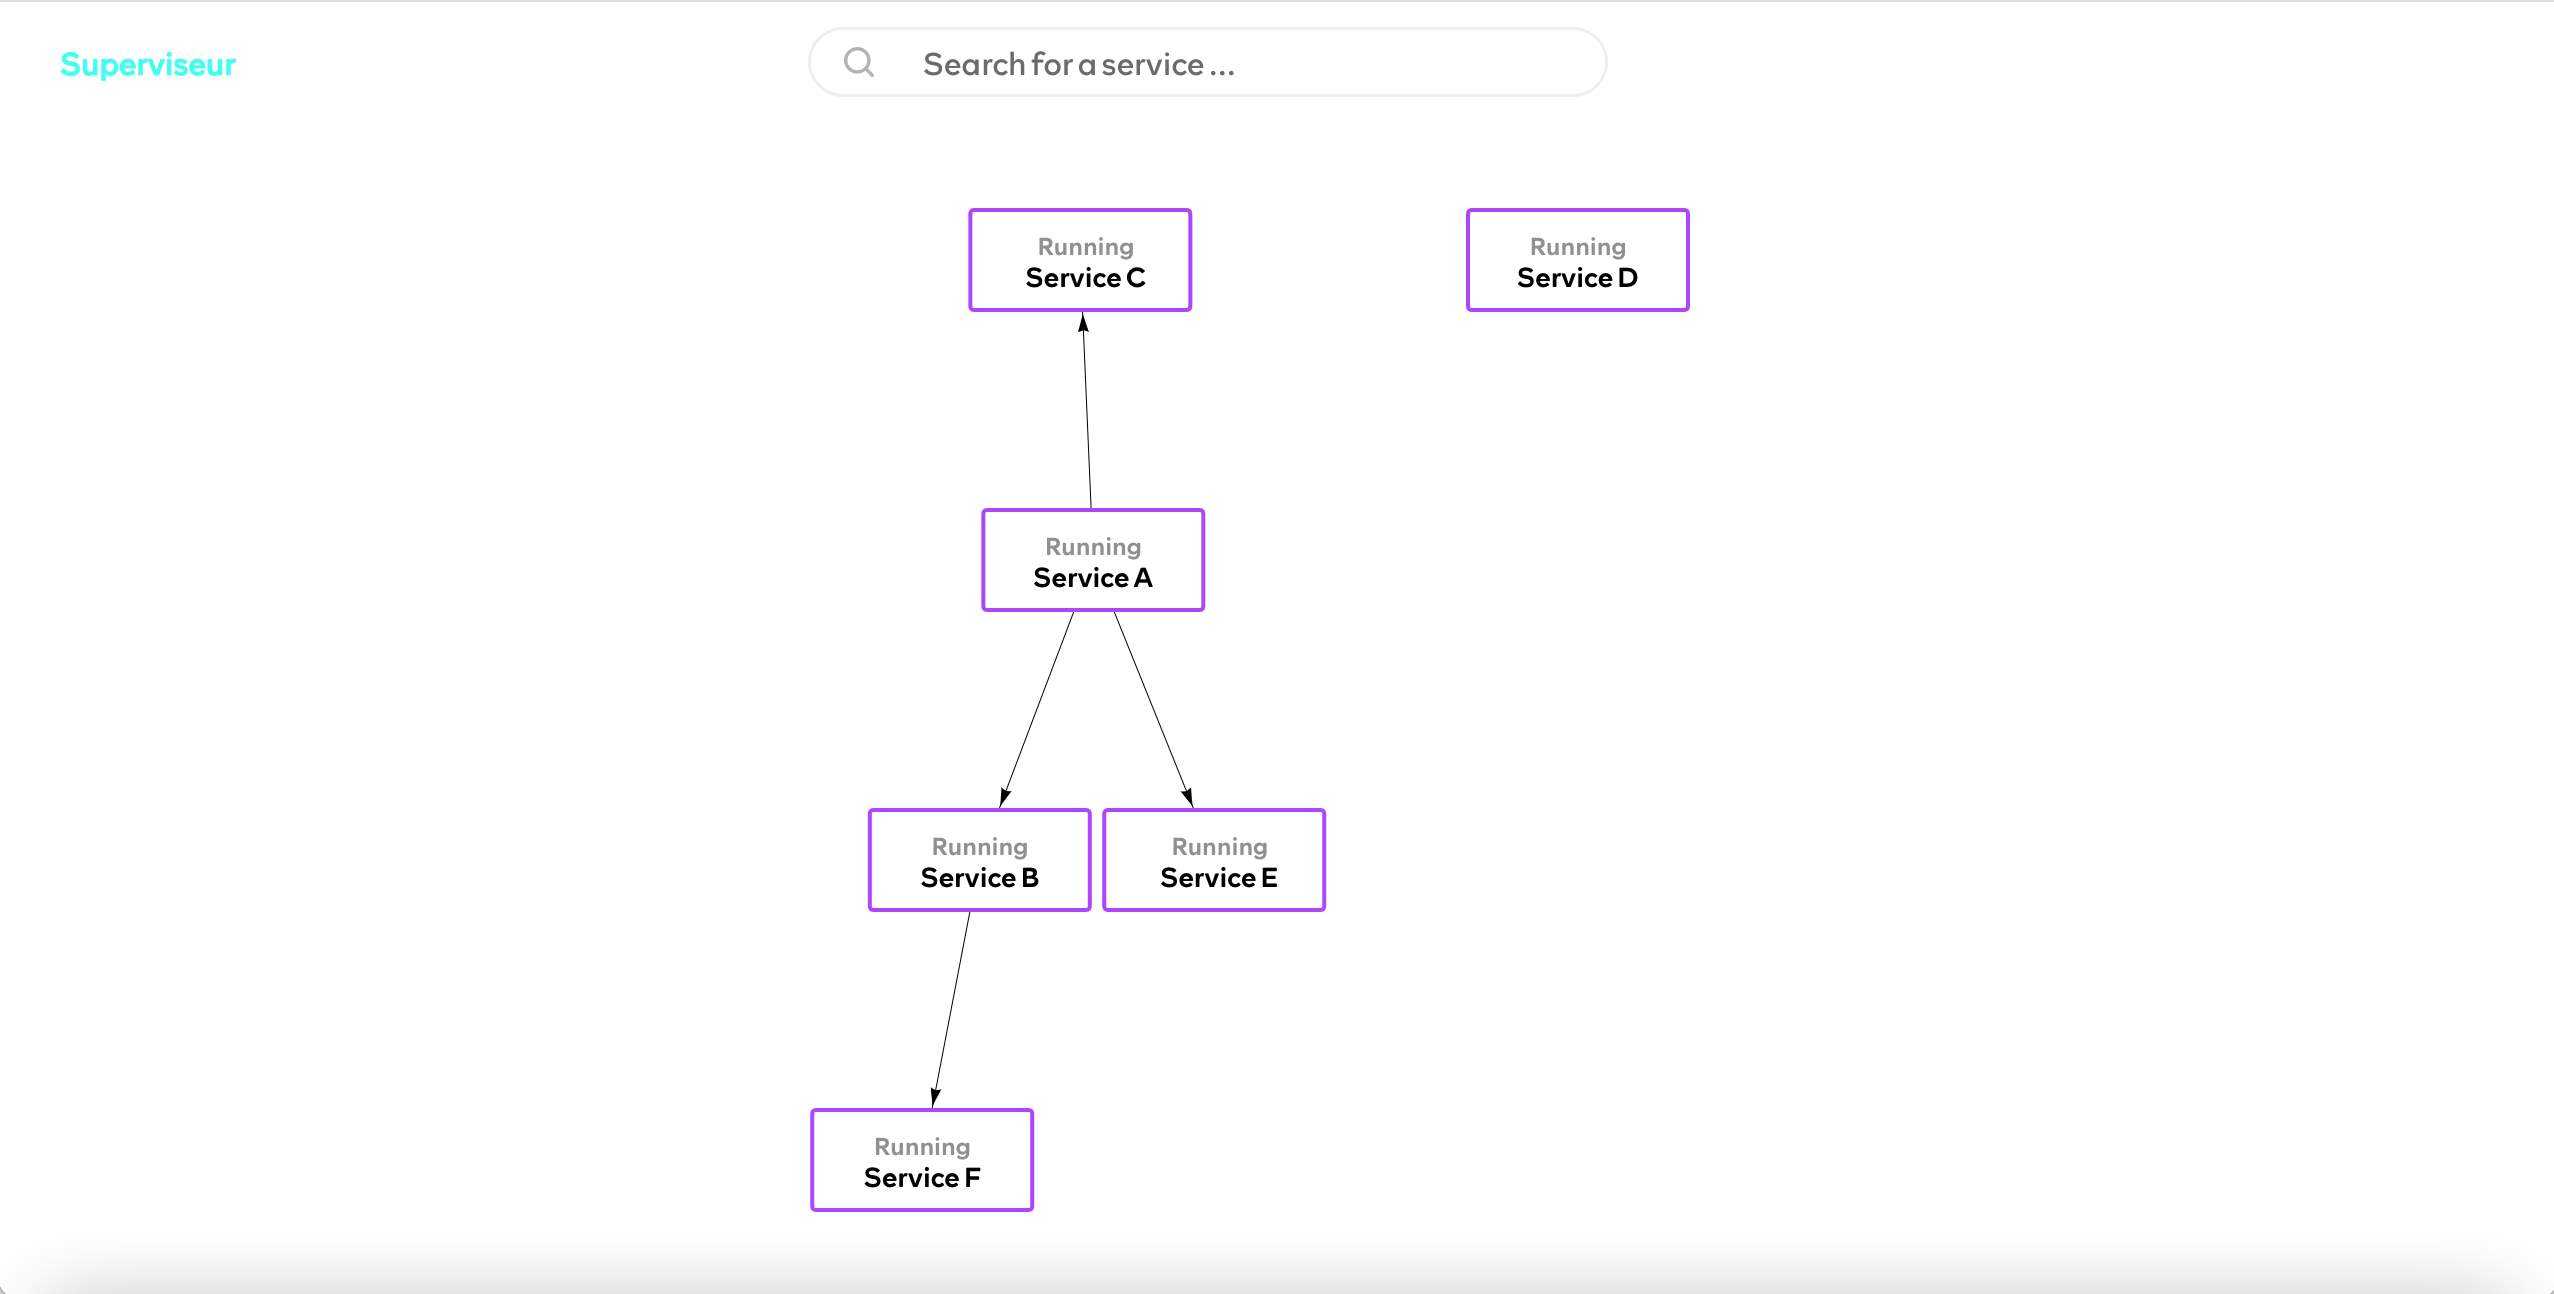 Superviseur
Search for a service ...
Running
Service C
Running
Service D
Running
Service A
Running
Service B
Running
Service E
Running
Service F